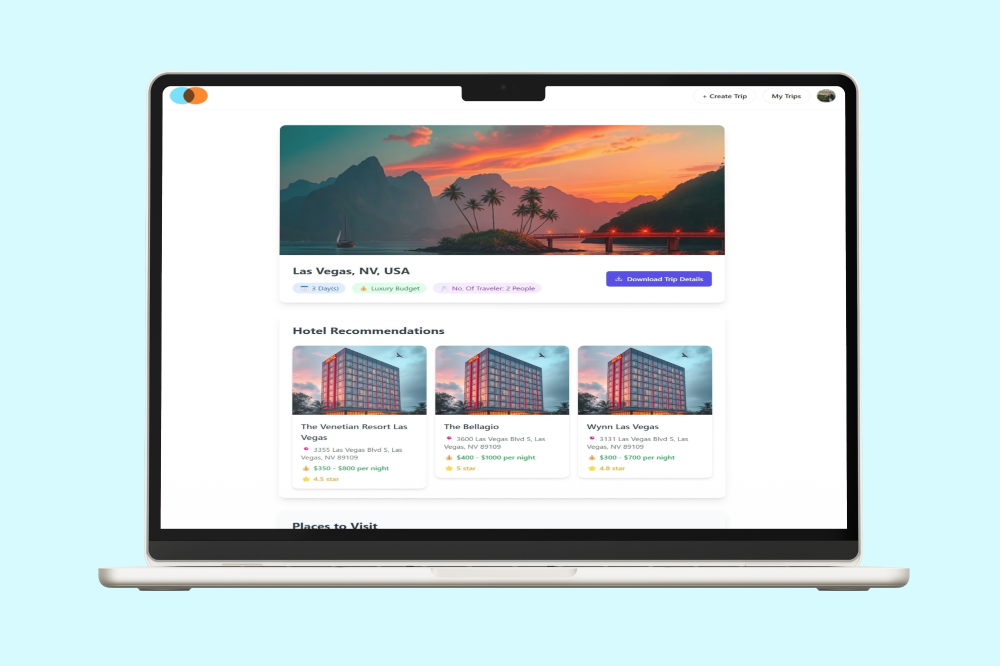 + Create Trip
My Trips
Las Vegas, NV, USA
3 Day(s)
Luxury Budget
No. Of Traveler: 2 People
Download Trip Details
Hotel Recommendations
The Venetian Resort Las
Vegas
3355 Las Vegas Blvd S, Las
Vegas, NV 89109
$350 - $800 per night
4.5 star
The Bellagio
3600 Las Vegas Blvd S, Las
Vegas, NV 89109
$400 - $1000 per night
5 star
Wynn Las Vegas
3131 Las Vegas Blvd S, Las
Vegas, NV 89109
$300 - $700 per night
4.8 star
Places to Visit